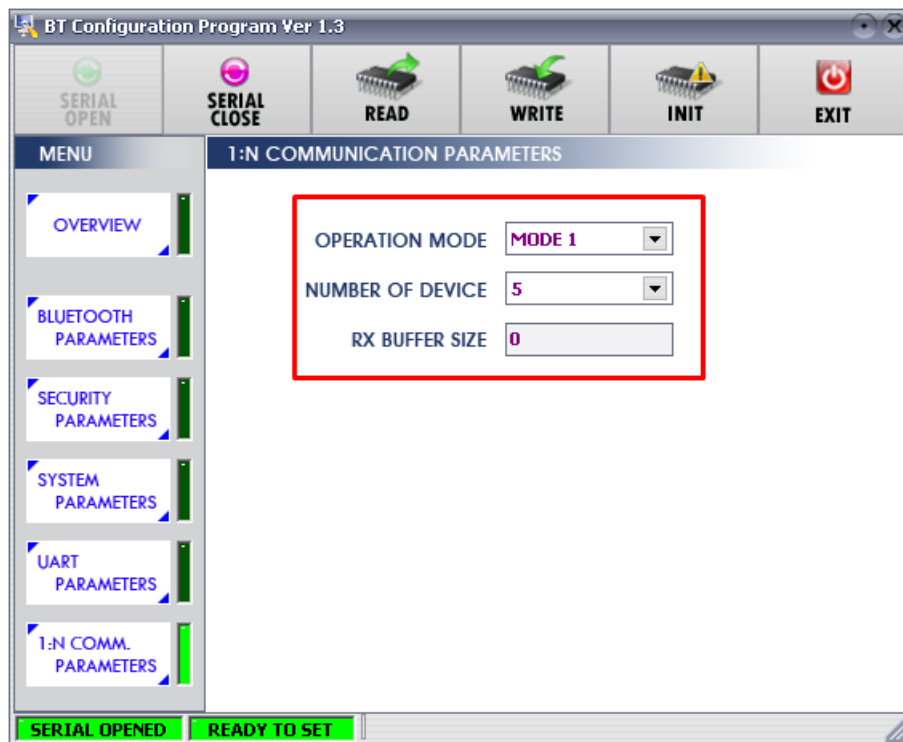 BT Configuration Program Ver 1.3
SERIAL
OPEN
SERIAL
CLOSE
READ
WRITE
INIT
EXIT
MENU
1:N COMMUNICATION PARAMETERS
OVERVIEW
BLUETOOTH
PARAMETERS
SECURITY
PARAMETERS
SYSTEM
PARAMETERS
UART
PARAMETERS
1:N COMM.
PARAMETERS
OPERATION MODE MODE 1
NUMBER OF DEVICE 5
RX BUFFER SIZE 0
SERIAL OPENED READY TO SET